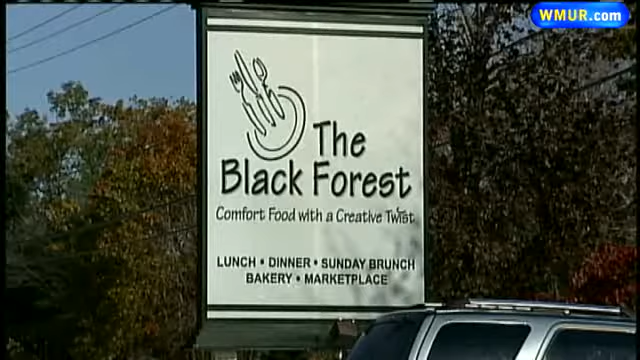 WMUR.com
The
Black Forest
Comfort Food with a Creative Twist
LUNCH • DINNER • SUNDAY BRUNCH
BAKERY • MARKETPLACE